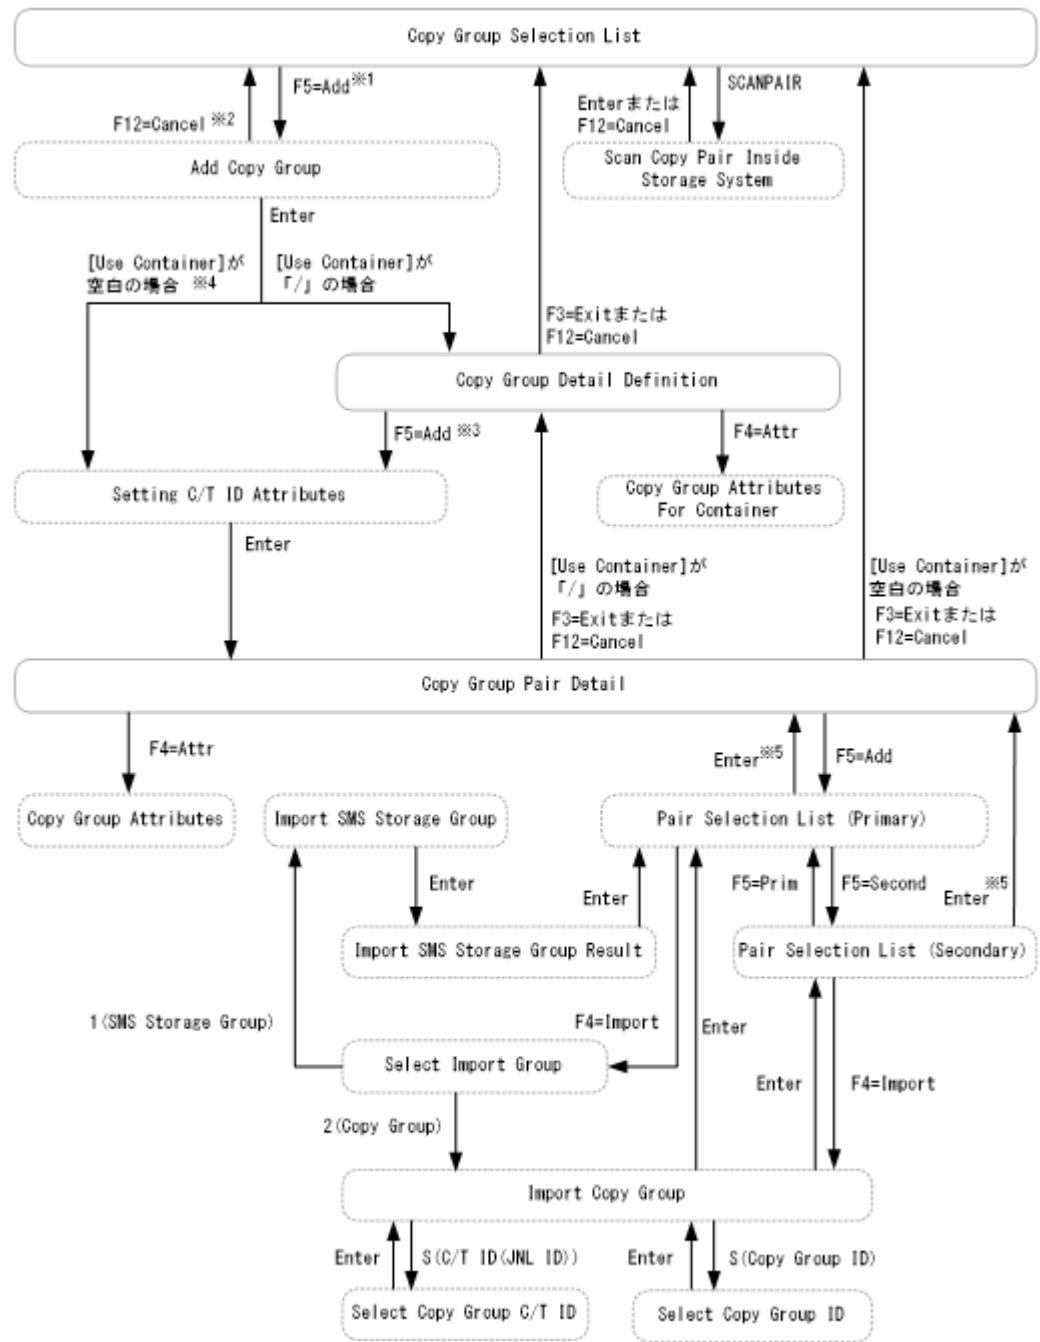 Copy Group Selection List
F5=Add※1
F12=Cancel ※2
Enterまたは
F12=Cancel
SCANPAIR
Add Copy Group
Scan Copy Pair Inside
Storage System
Enter
[Use Container]が
空白の場合 ※4
[Use Container]が
「/」の場合
F3=Exitまたは
F12=Cancel
Copy Group Detail Definition
F5=Add ※3
F4=Attr
Setting C/T ID Attributes
Copy Group Attributes
For Container
Enter
[Use Container]が
「/」の場合
F3=Exitまたは
F12=Cancel
[Use Container]が
空白の場合
F3=Exitまたは
F12=Cancel
Copy Group Pair Detail
F4=Attr
Enter※5
F5=Add
Copy Group Attributes
Import SMS Storage Group
Pair Selection List (Primary)
Enter
Enter
F5=Prim
F5=Second
Enter※5
Import SMS Storage Group Result
Pair Selection List (Secondary)
1(SMS Storage Group)
F4=Import
Enter
Select Import Group
Enter
F4=Import
2(Copy Group)
Import Copy Group
Enter
S(C/T ID(JNL ID))
Enter
S(Copy Group ID)
Select Copy Group C/T ID
Select Copy Group ID